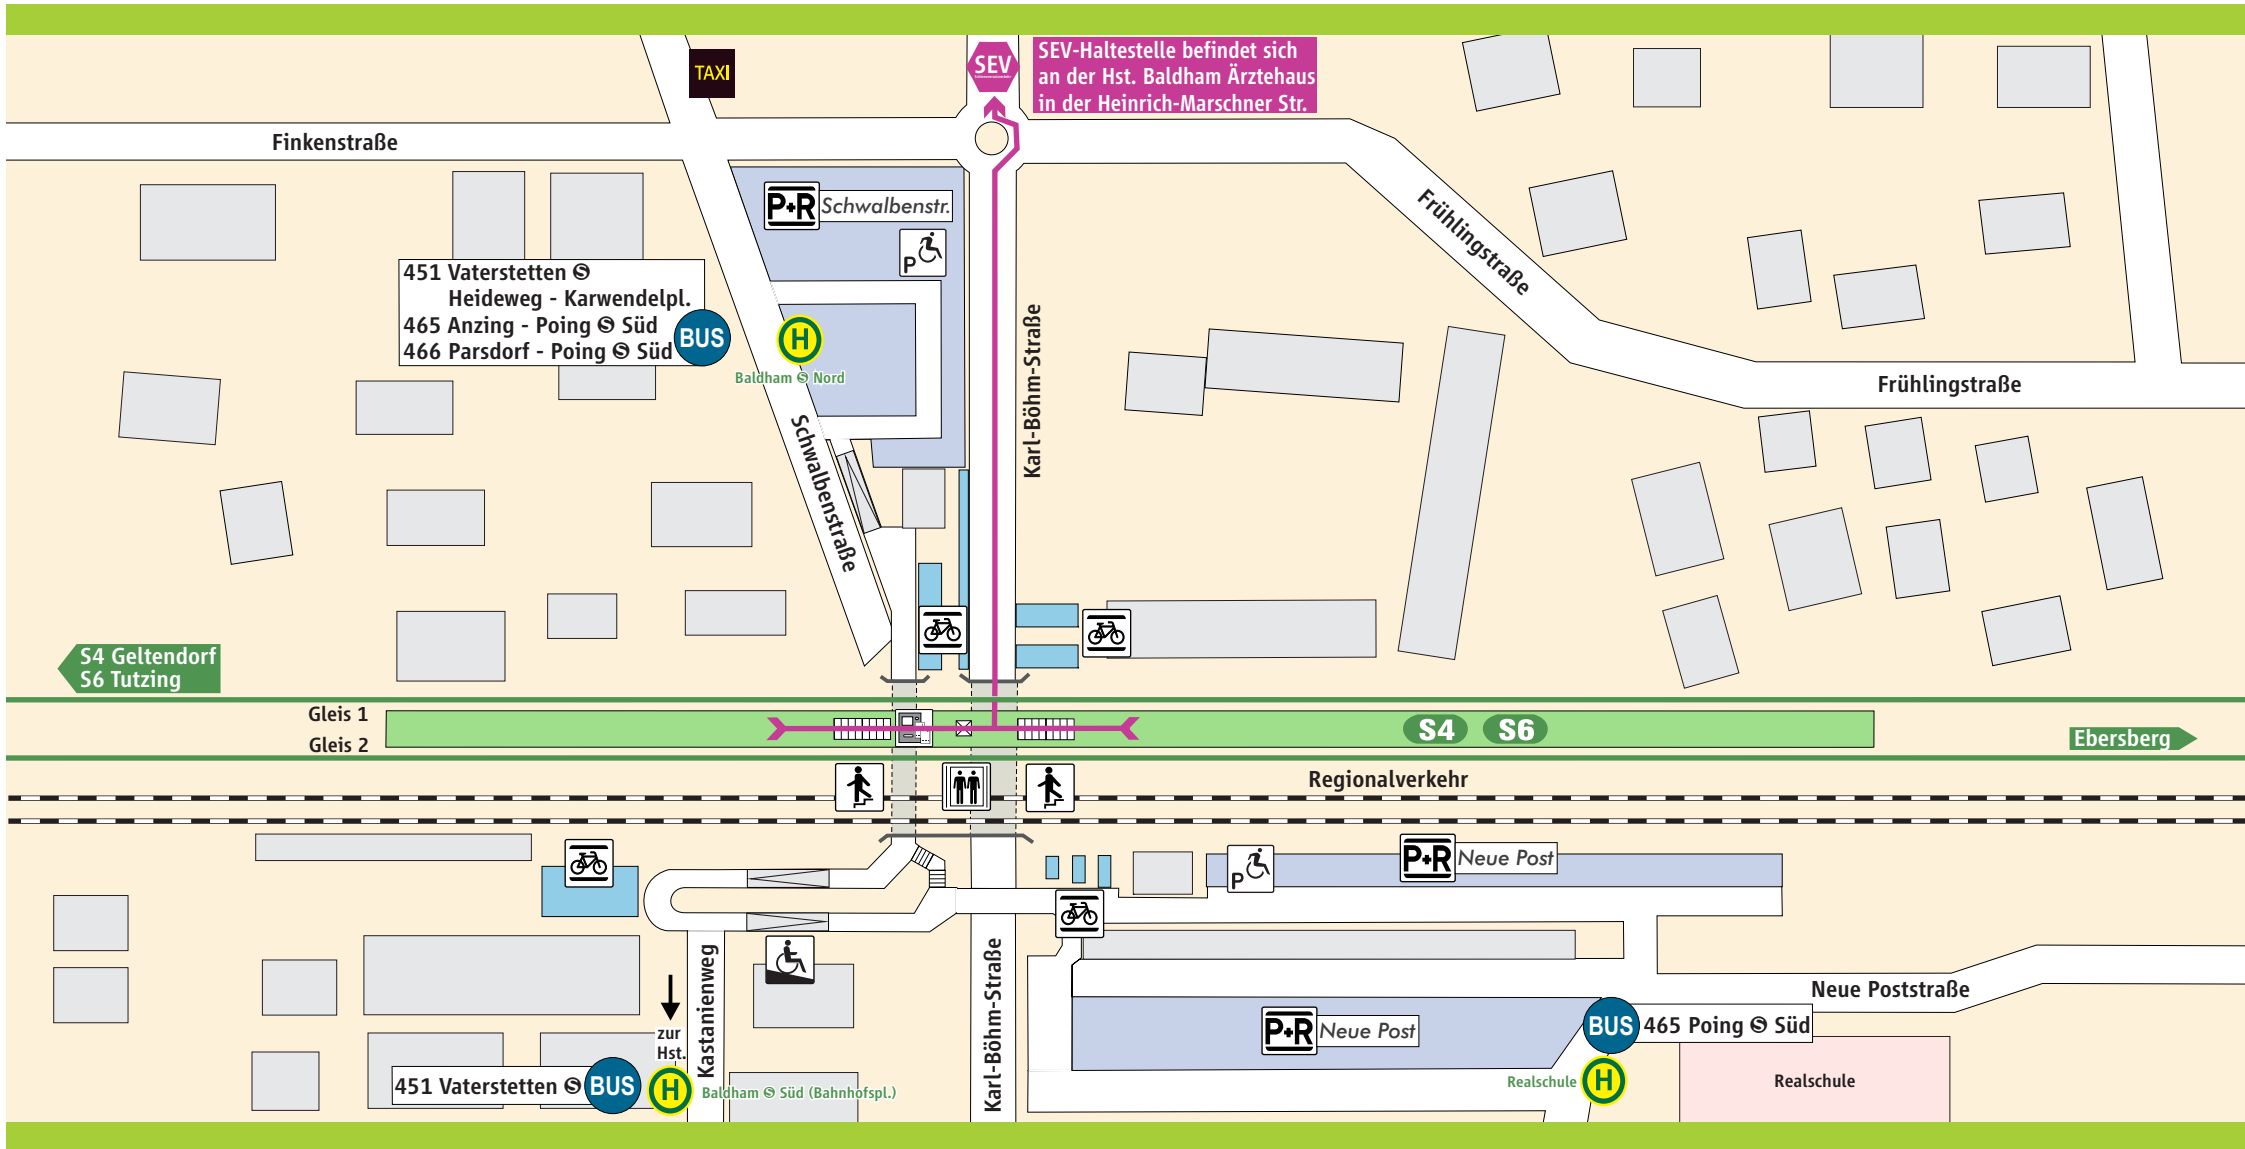 TAXI
SEV
SEV-Haltestelle befindet sich
an der Hst. Baldham Ärztehaus
in der Heinrich-Marschner Str.
Finkenstraße
P+R Schwalbenstr.
P
Frühlingstraße
451 Vaterstetten S
Heideweg - Karwendelpl.
465 Anzing - Poing S Süd
466 Parsdorf - Poing S Süd
BUS
H
Baldham S Nord
Karl-Böhm-Straße
Frühlingstraße
Schwalbenstraße
S4 Geltendorf
S6 Tutzing
Gleis 1
Gleis 2
S4 S6
Ebersberg
Regionalverkehr
P
P+R Neue Post
Kastanienweg
Karl-Böhm-Straße
Neue Poststraße
P+R Neue Post
BUS 465 Poing S Süd
zur
Hst.
451 Vaterstetten S BUS
H
Baldham S Süd (Bahnhofspl.)
Realschule
H
Realschule